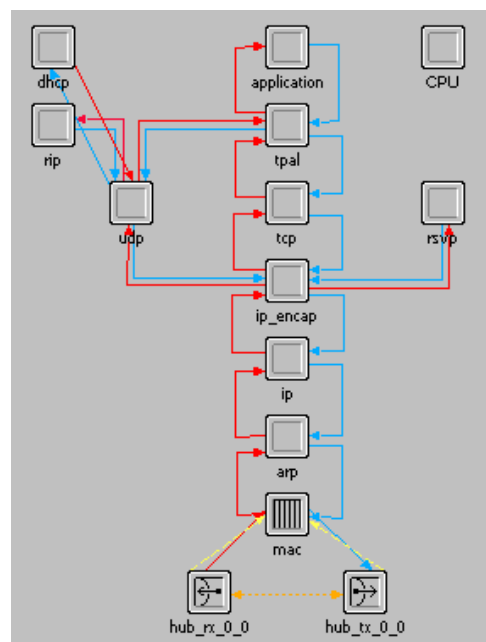 dhcp
application
CPU
rip
tpal
udp
tcp
rsvp
ip_encap
ip
arp
mac
hub_rx_0_0
hub_tx_0_0